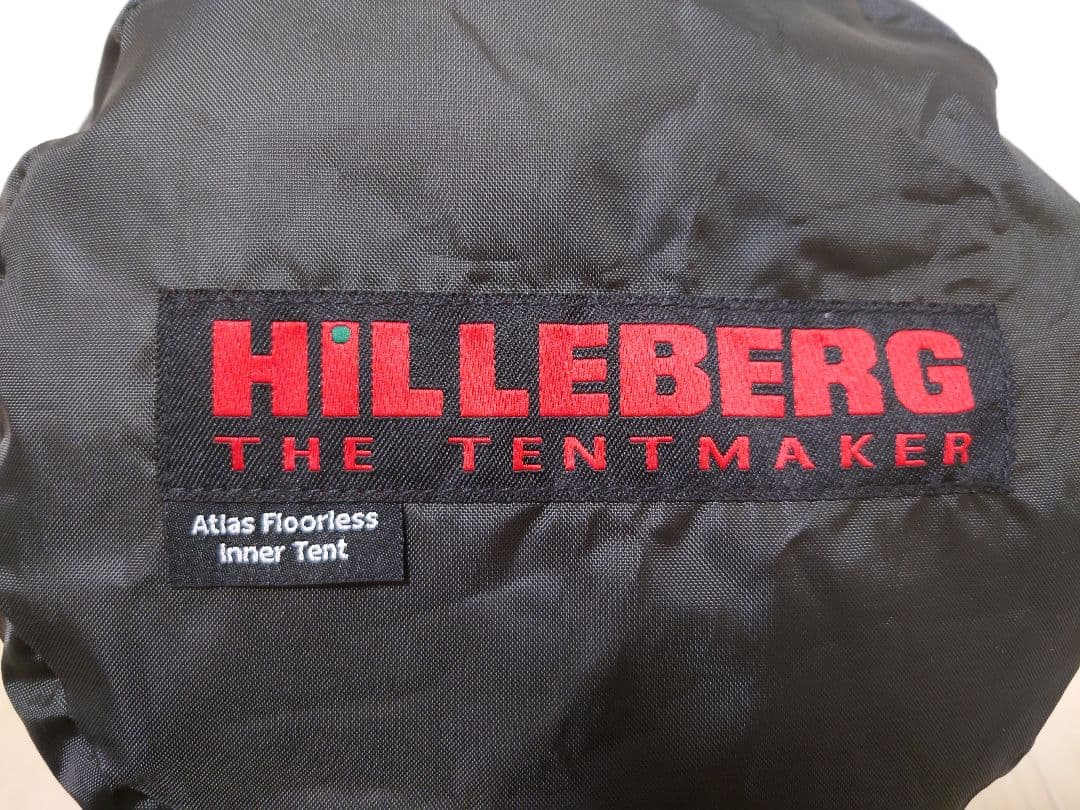 HiLLEBERG
THE TENTMAKER
Atlas Floorless
Inner Tent